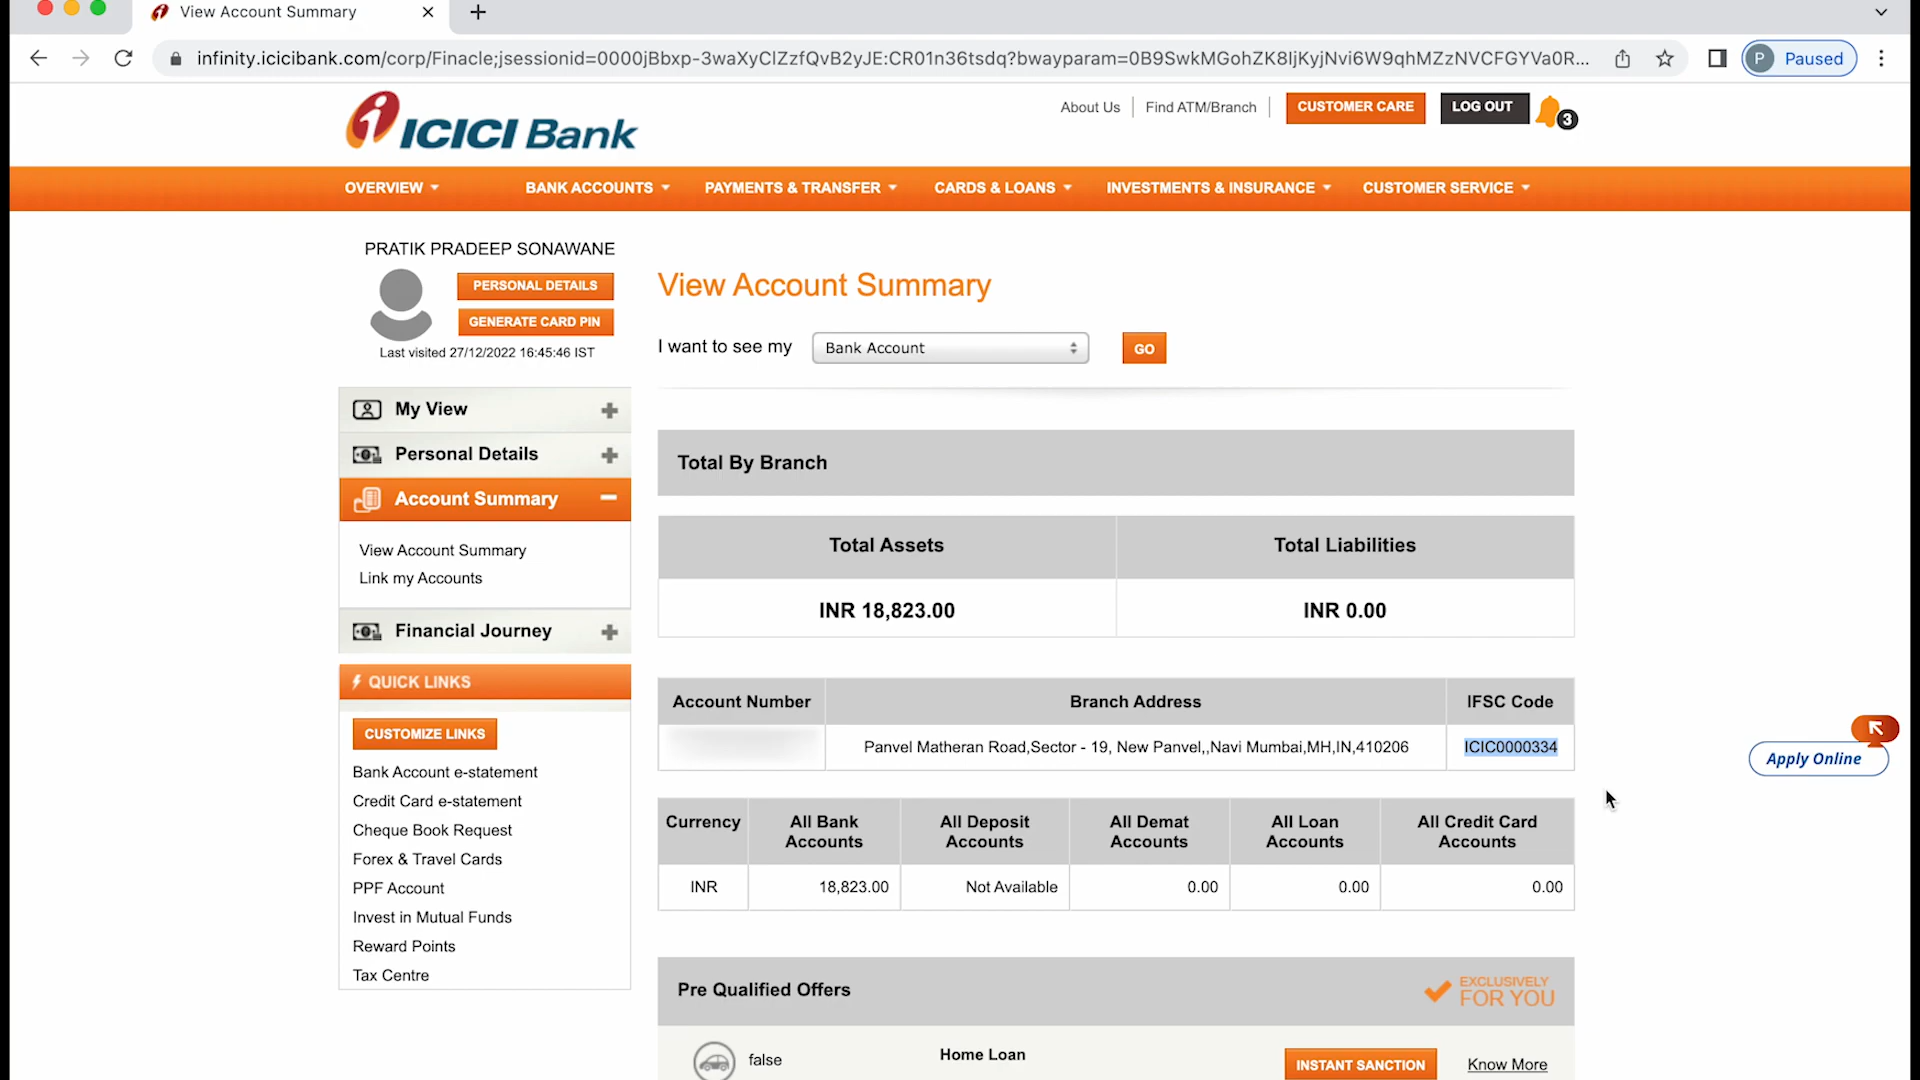 View Account Summary
infinity.icicibank.com/corp/Finacle;jsessionid=0000jBbxp-3waXyClZzfQvB2yJE:CR01n36tsdq?bwayparam=0B9SwkMGohZK8IjKyjNvi6W9qhMZzNVCFGYVa0R...
P Paused
ICICI Bank
About Us Find ATM/Branch CUSTOMER CARE LOG OUT 3
OVERVIEW BANK ACCOUNTS PAYMENTS & TRANSFER CARDS & LOANS INVESTMENTS & INSURANCE CUSTOMER SERVICE
PRATIK PRADEEP SONAWANE
PERSONAL DETAILS
GENERATE CARD PIN
Last visited 27/12/2022 16:45:46 IST
My View
Personal Details
Account Summary
View Account Summary
Link my Accounts
Financial Journey
QUICK LINKS
CUSTOMIZE LINKS
Bank Account e-statement
Credit Card e-statement
Cheque Book Request
Forex & Travel Cards
PPF Account
Invest in Mutual Funds
Reward Points
Tax Centre
View Account Summary
I want to see my Bank Account GO
Total By Branch
Total Assets Total Liabilities
INR 18,823.00 INR 0.00
Account Number Branch Address IFSC Code
Panvel Matheran Road,Sector - 19, New Panvel,,Navi Mumbai,MH,IN,410206 ICIC0000334
Currency All Bank Accounts All Deposit Accounts All Demat Accounts All Loan Accounts All Credit Card Accounts
INR 18,823.00 Not Available 0.00 0.00 0.00
Pre Qualified Offers
EXCLUSIVELY
FOR YOU
false Home Loan INSTANT SANCTION Know More
Apply Online